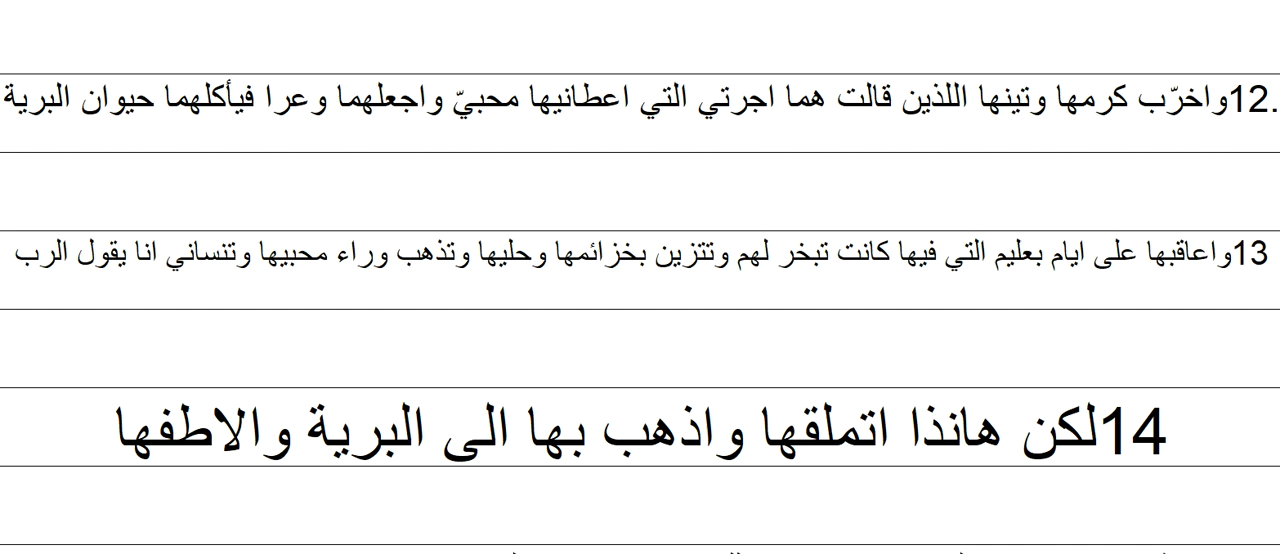 12واخرّب كرمها وتينها اللذين قالت هما اجرتي التي اعطانيها محبيّ واجعلهما وعرا فيأكلهما حيوان البرية.
13واعاقبها على ايام بعليم التي فيها كانت تبخر لهم وتتزين بخزائمها وحليها وتذهب وراء محبيها وتنساني انا يقول الرب
14لكن هانذا اتملقها واذهب بها الى البرية والاطفها